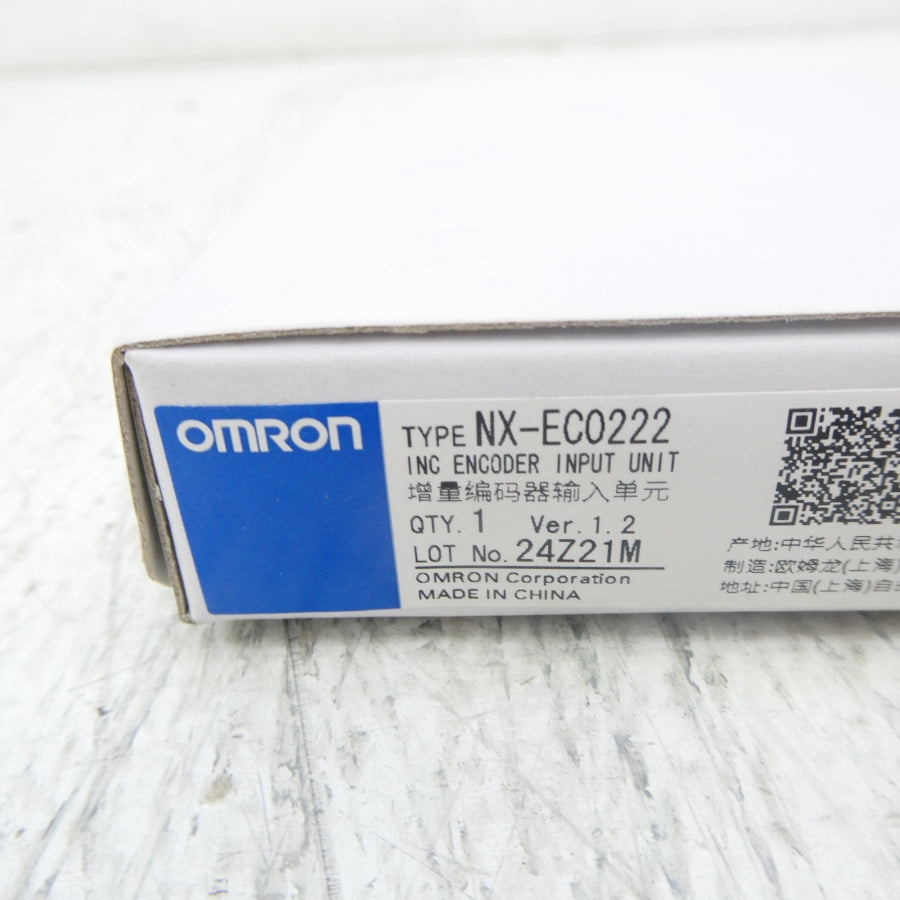 OMRON
TYPE NX-EC0222
INC ENCODER INPUT UNIT
增量编码器输入单元
QTY. 1 Ver.1.2
LOT No. 24Z21M
OMRON Corporation
MADE IN CHINA
产地:中华人民共
制造:欧姆龙(上海)
地址:中国(上海)自